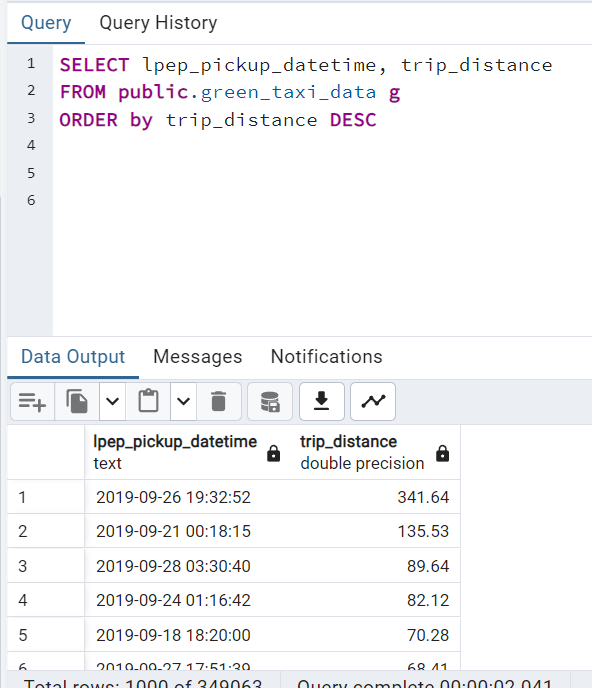 Query Query History
1 SELECT lpep_pickup_datetime, trip_distance
2 FROM public.green_taxi_data g
3 ORDER by trip_distance DESC
4
5
6
Data Output Messages Notifications
lpep_pickup_datetime trip_distance
text double precision
1 2019-09-26 19:32:52 341.64
2 2019-09-21 00:18:15 135.53
3 2019-09-28 03:30:40 89.64
4 2019-09-24 01:16:42 82.12
5 2019-09-18 18:20:00 70.28
6 2019-09-27 17:51:39 68.41
Total rows: 1000 of 349063 Query complete 00:00:02.041